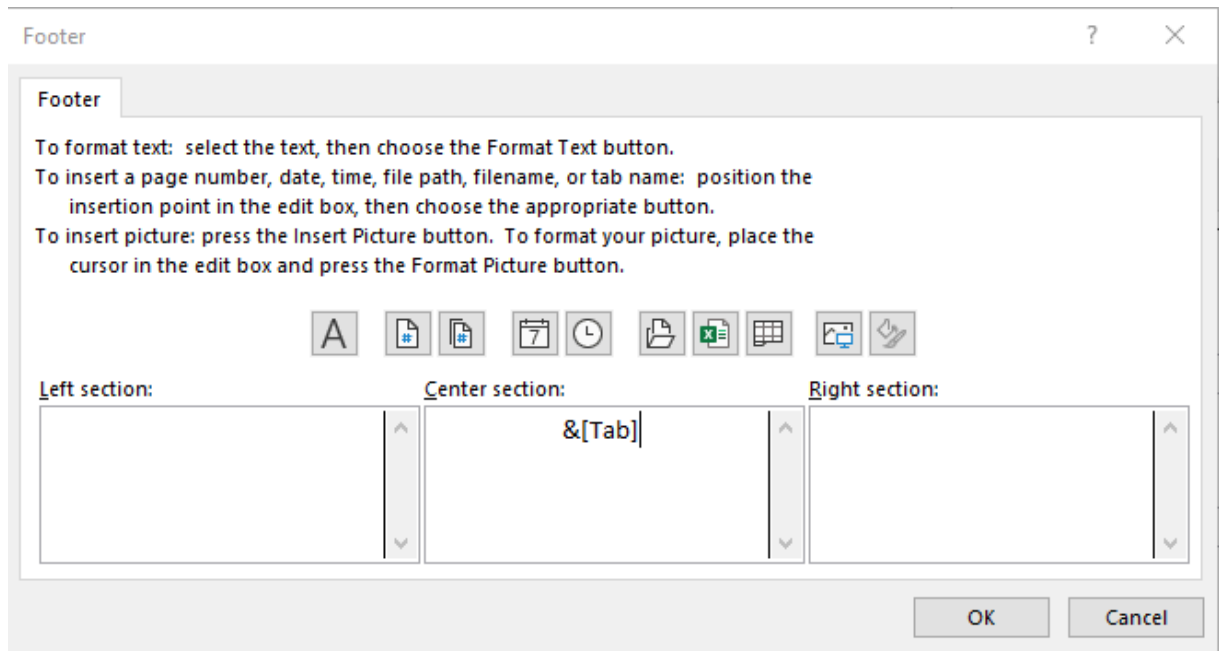 Footer
?
Footer
To format text:  select the text, then choose the Format Text button.
To insert a page number, date, time, file path, filename, or tab name:  position the
insertion point in the edit box, then choose the appropriate button.
To insert picture: press the Insert Picture button.  To format your picture, place the
cursor in the edit box and press the Format Picture button.
A # # 7 X
Left section: Center section: Right section:
&[Tab]
OK Cancel